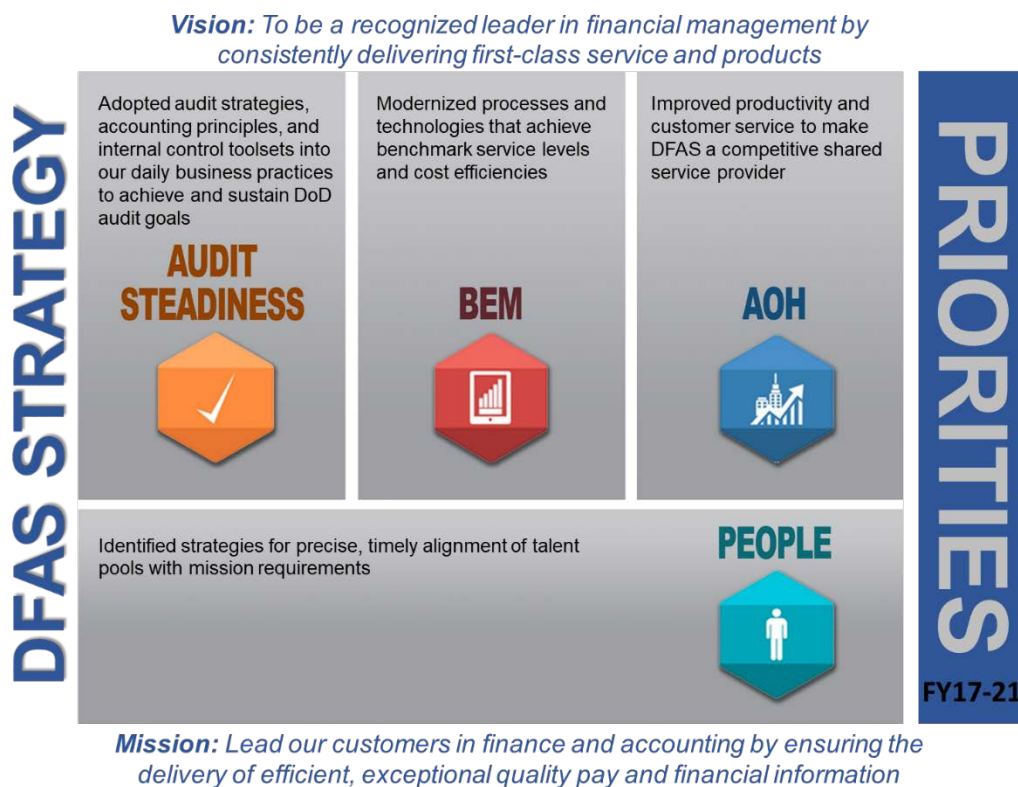 Vision: To be a recognized leader in financial management by
consistently delivering first-class service and products
DFAS STRATEGY
Adopted audit strategies,
accounting principles, and
internal control toolsets into
our daily business practices
to achieve and sustain DoD
audit goals
AUDIT
STEADINESS
Modernized processes and
technologies that achieve
benchmark service levels
and cost efficiencies
BEM
Improved productivity and
customer service to make
DFAS a competitive shared
service provider
AOH
Identified strategies for precise, timely alignment of talent
pools with mission requirements
PEOPLE
PRIORITIES
FY17-21
Mission: Lead our customers in finance and accounting by ensuring the
delivery of efficient, exceptional quality pay and financial information